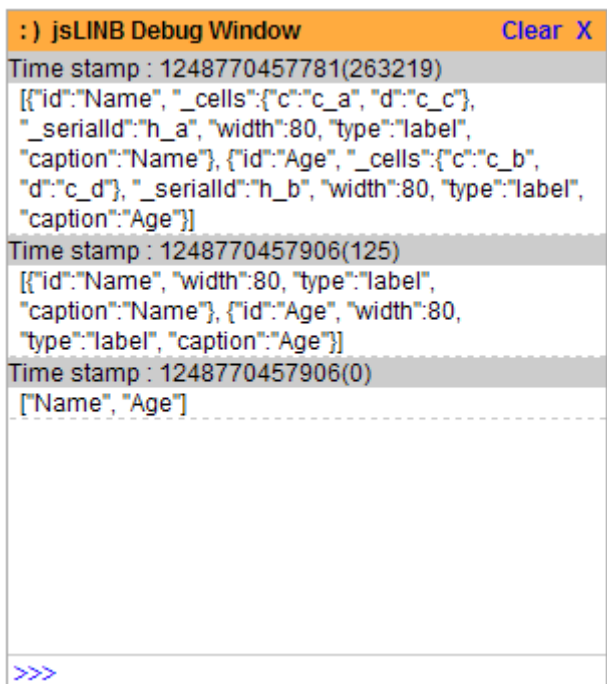 :) jsLINB Debug Window Clear X
Time stamp : 1248770457781(263219)
[{"id":"Name", "_cells":{"c":"c_a", "d":"c_c"},
"_serialId":"h_a", "width":80, "type":"label",
"caption":"Name"}, {"id":"Age", "_cells":{"c":"c_b",
"d":"c_d"}, "_serialId":"h_b", "width":80, "type":"label",
"caption":"Age"}]
Time stamp : 1248770457906(125)
[{"id":"Name", "width":80, "type":"label",
"caption":"Name"}, {"id":"Age", "width":80,
"type":"label", "caption":"Age"}]
Time stamp : 1248770457906(0)
["Name", "Age"]
>>>